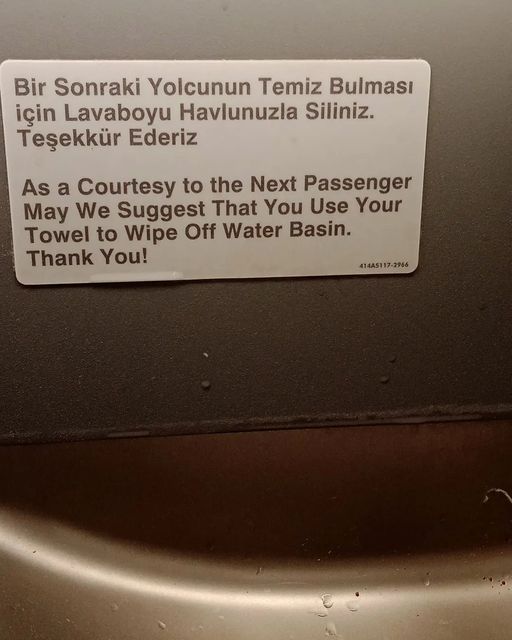 Bir Sonraki Yolcunun Temiz Bulması
için Lavaboyu Havlunuzla Siliniz.
Teşekkür Ederiz
As a Courtesy to the Next Passenger
May We Suggest That You Use Your
Towel to Wipe Off Water Basin.
Thank You!
414AS117-2966